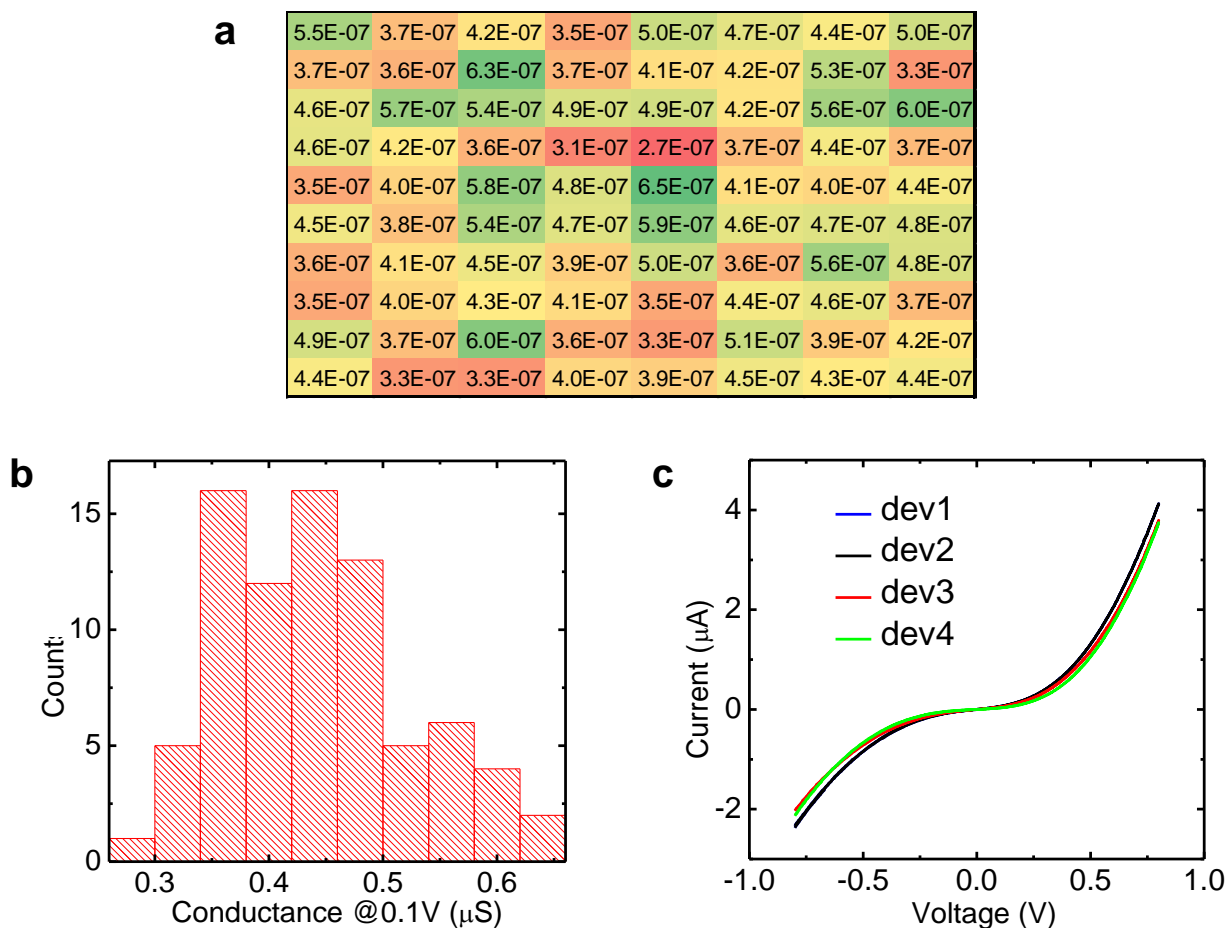 a
5.5E-07 3.7E-07 4.2E-07 3.5E-07 5.0E-07 4.7E-07 4.4E-07 5.0E-07
3.7E-07 3.6E-07 6.3E-07 3.7E-07 4.1E-07 4.2E-07 5.3E-07 3.3E-07
4.6E-07 5.7E-07 5.4E-07 4.9E-07 4.9E-07 4.2E-07 5.6E-07 6.0E-07
4.6E-07 4.2E-07 3.6E-07 3.1E-07 2.7E-07 3.7E-07 4.4E-07 3.7E-07
3.5E-07 4.0E-07 5.8E-07 4.8E-07 6.5E-07 4.1E-07 4.0E-07 4.4E-07
4.5E-07 3.8E-07 5.4E-07 4.7E-07 5.9E-07 4.6E-07 4.7E-07 4.8E-07
3.6E-07 4.1E-07 4.5E-07 3.9E-07 5.0E-07 3.6E-07 5.6E-07 4.8E-07
3.5E-07 4.0E-07 4.3E-07 4.1E-07 3.5E-07 4.4E-07 4.6E-07 3.7E-07
4.9E-07 3.7E-07 6.0E-07 3.6E-07 3.3E-07 5.1E-07 3.9E-07 4.2E-07
4.4E-07 3.3E-07 3.3E-07 4.0E-07 3.9E-07 4.5E-07 4.3E-07 4.4E-07
b
15
10
5
0
Counts
0.3 0.4 0.5 0.6
Conductance @0.1V (μS)
c
dev1
dev2
dev3
dev4
4
2
0
-2
Current (μA)
-1.0 -0.5 0.0 0.5 1.0
Voltage (V)